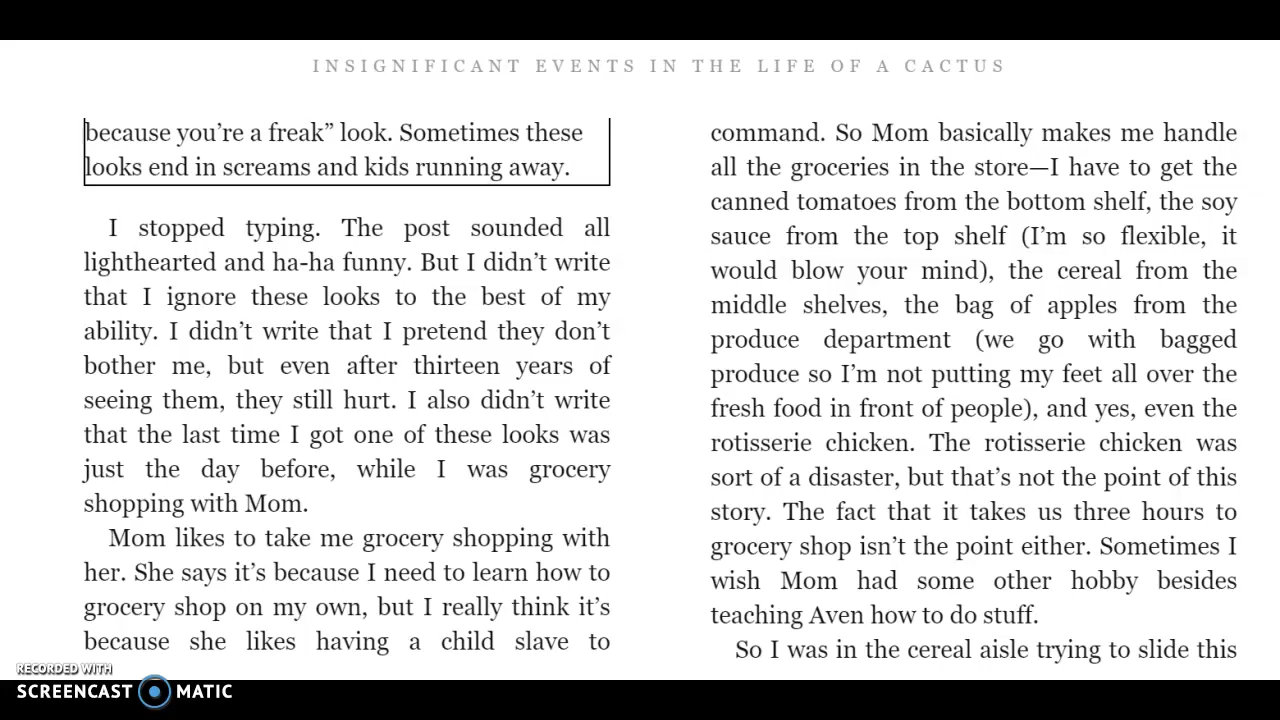 INSIGNIFICANT EVENTS IN THE LIFE OF A CACTUS
because you’re a freak” look. Sometimes these
looks end in screams and kids running away.
I stopped typing. The post sounded all
lighthearted and ha-ha funny. But I didn’t write
that I ignore these looks to the best of my
ability. I didn’t write that I pretend they don’t
bother me, but even after thirteen years of
seeing them, they still hurt. I also didn’t write
that the last time I got one of these looks was
just the day before, while I was grocery
shopping with Mom.
Mom likes to take me grocery shopping with
her. She says it’s because I need to learn how to
grocery shop on my own, but I really think it’s
because she likes having a child slave to
command. So Mom basically makes me handle
all the groceries in the store—I have to get the
canned tomatoes from the bottom shelf, the soy
sauce from the top shelf (I’m so flexible, it
would blow your mind), the cereal from the
middle shelves, the bag of apples from the
produce department (we go with bagged
produce so I’m not putting my feet all over the
fresh food in front of people), and yes, even the
rotisserie chicken. The rotisserie chicken was
sort of a disaster, but that’s not the point of this
story. The fact that it takes us three hours to
grocery shop isn’t the point either. Sometimes I
wish Mom had some other hobby besides
teaching Aven how to do stuff.
So I was in the cereal aisle trying to slide this
RECORDED WITH
SCREENCAST MATIC